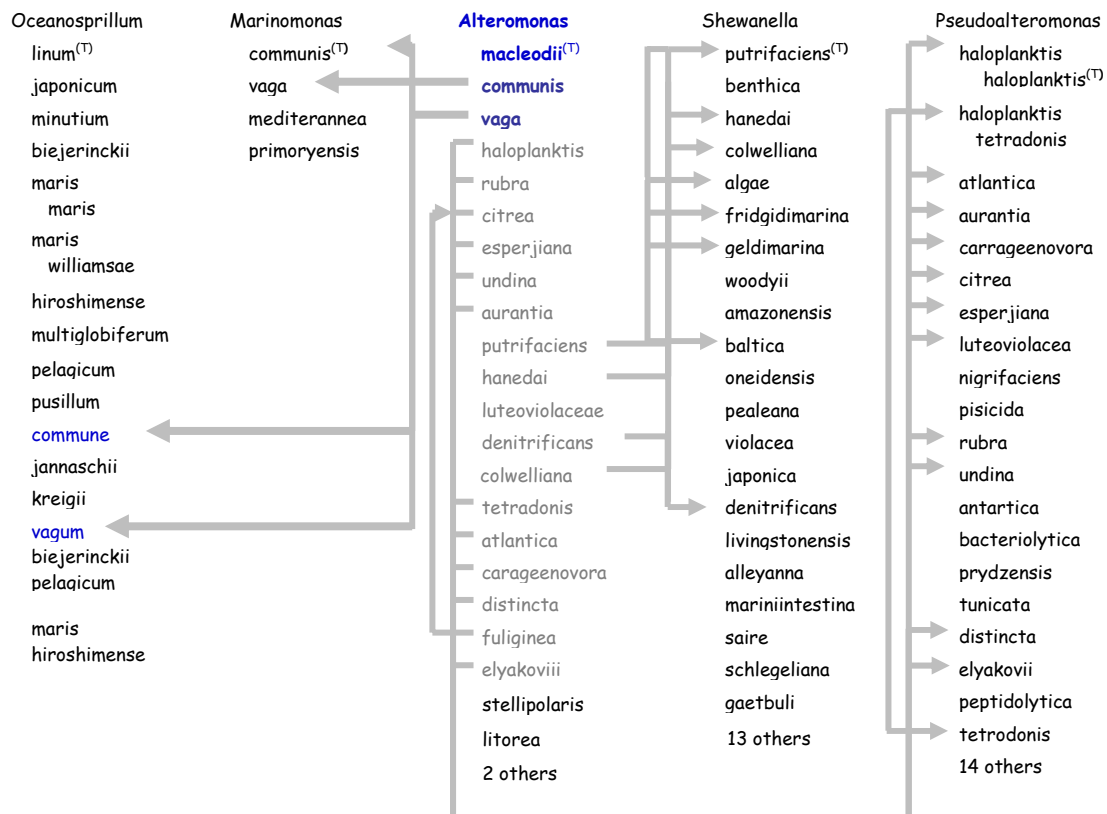 Oceanosprillum
linum(T)
japonicum
minutium
biejerinckii
maris
maris
maris
williamsae
hiroshimense
multiglobiferum
pelagicum
pusillum
commune
jannaschii
kreigii
vagum
biejerinckii
pelagicum
maris
hiroshimense
Marinomonas
communis(T)
vaga
mediterannea
primoryensis
Alteromonas
macleodii(T)
communis
vaga
haloplanktis
rubra
citrea
esperjiana
undina
aurantia
putrifaciens
hanedai
luteoviolaceae
denitrificans
colwelliana
tetradonis
atlantica
carageenovora
distincta
fuliginea
elyakoviii
stellipolaris
litorea
2 others
Shewanella
putrifaciens(T)
benthica
hanedai
colwelliana
algae
fridgidimarina
geldimarina
woodyii
amazonensis
baltica
oneidensis
pealeana
violacea
japonica
denitrificans
livingstonensis
alleyanna
mariniintestina
saire
schlegeliana
gaetbuli
13 others
Pseudoalteromonas
haloplanktis
haloplanktis(T)
haloplanktis
tetradonis
atlantica
aurantia
carrageenovora
citrea
esperjiana
luteoviolacea
nigrifaciens
pisicida
rubra
undina
antartica
bacteriolytica
prydzensis
tunicata
distincta
elyakovii
peptidolytica
tetrodonis
14 others